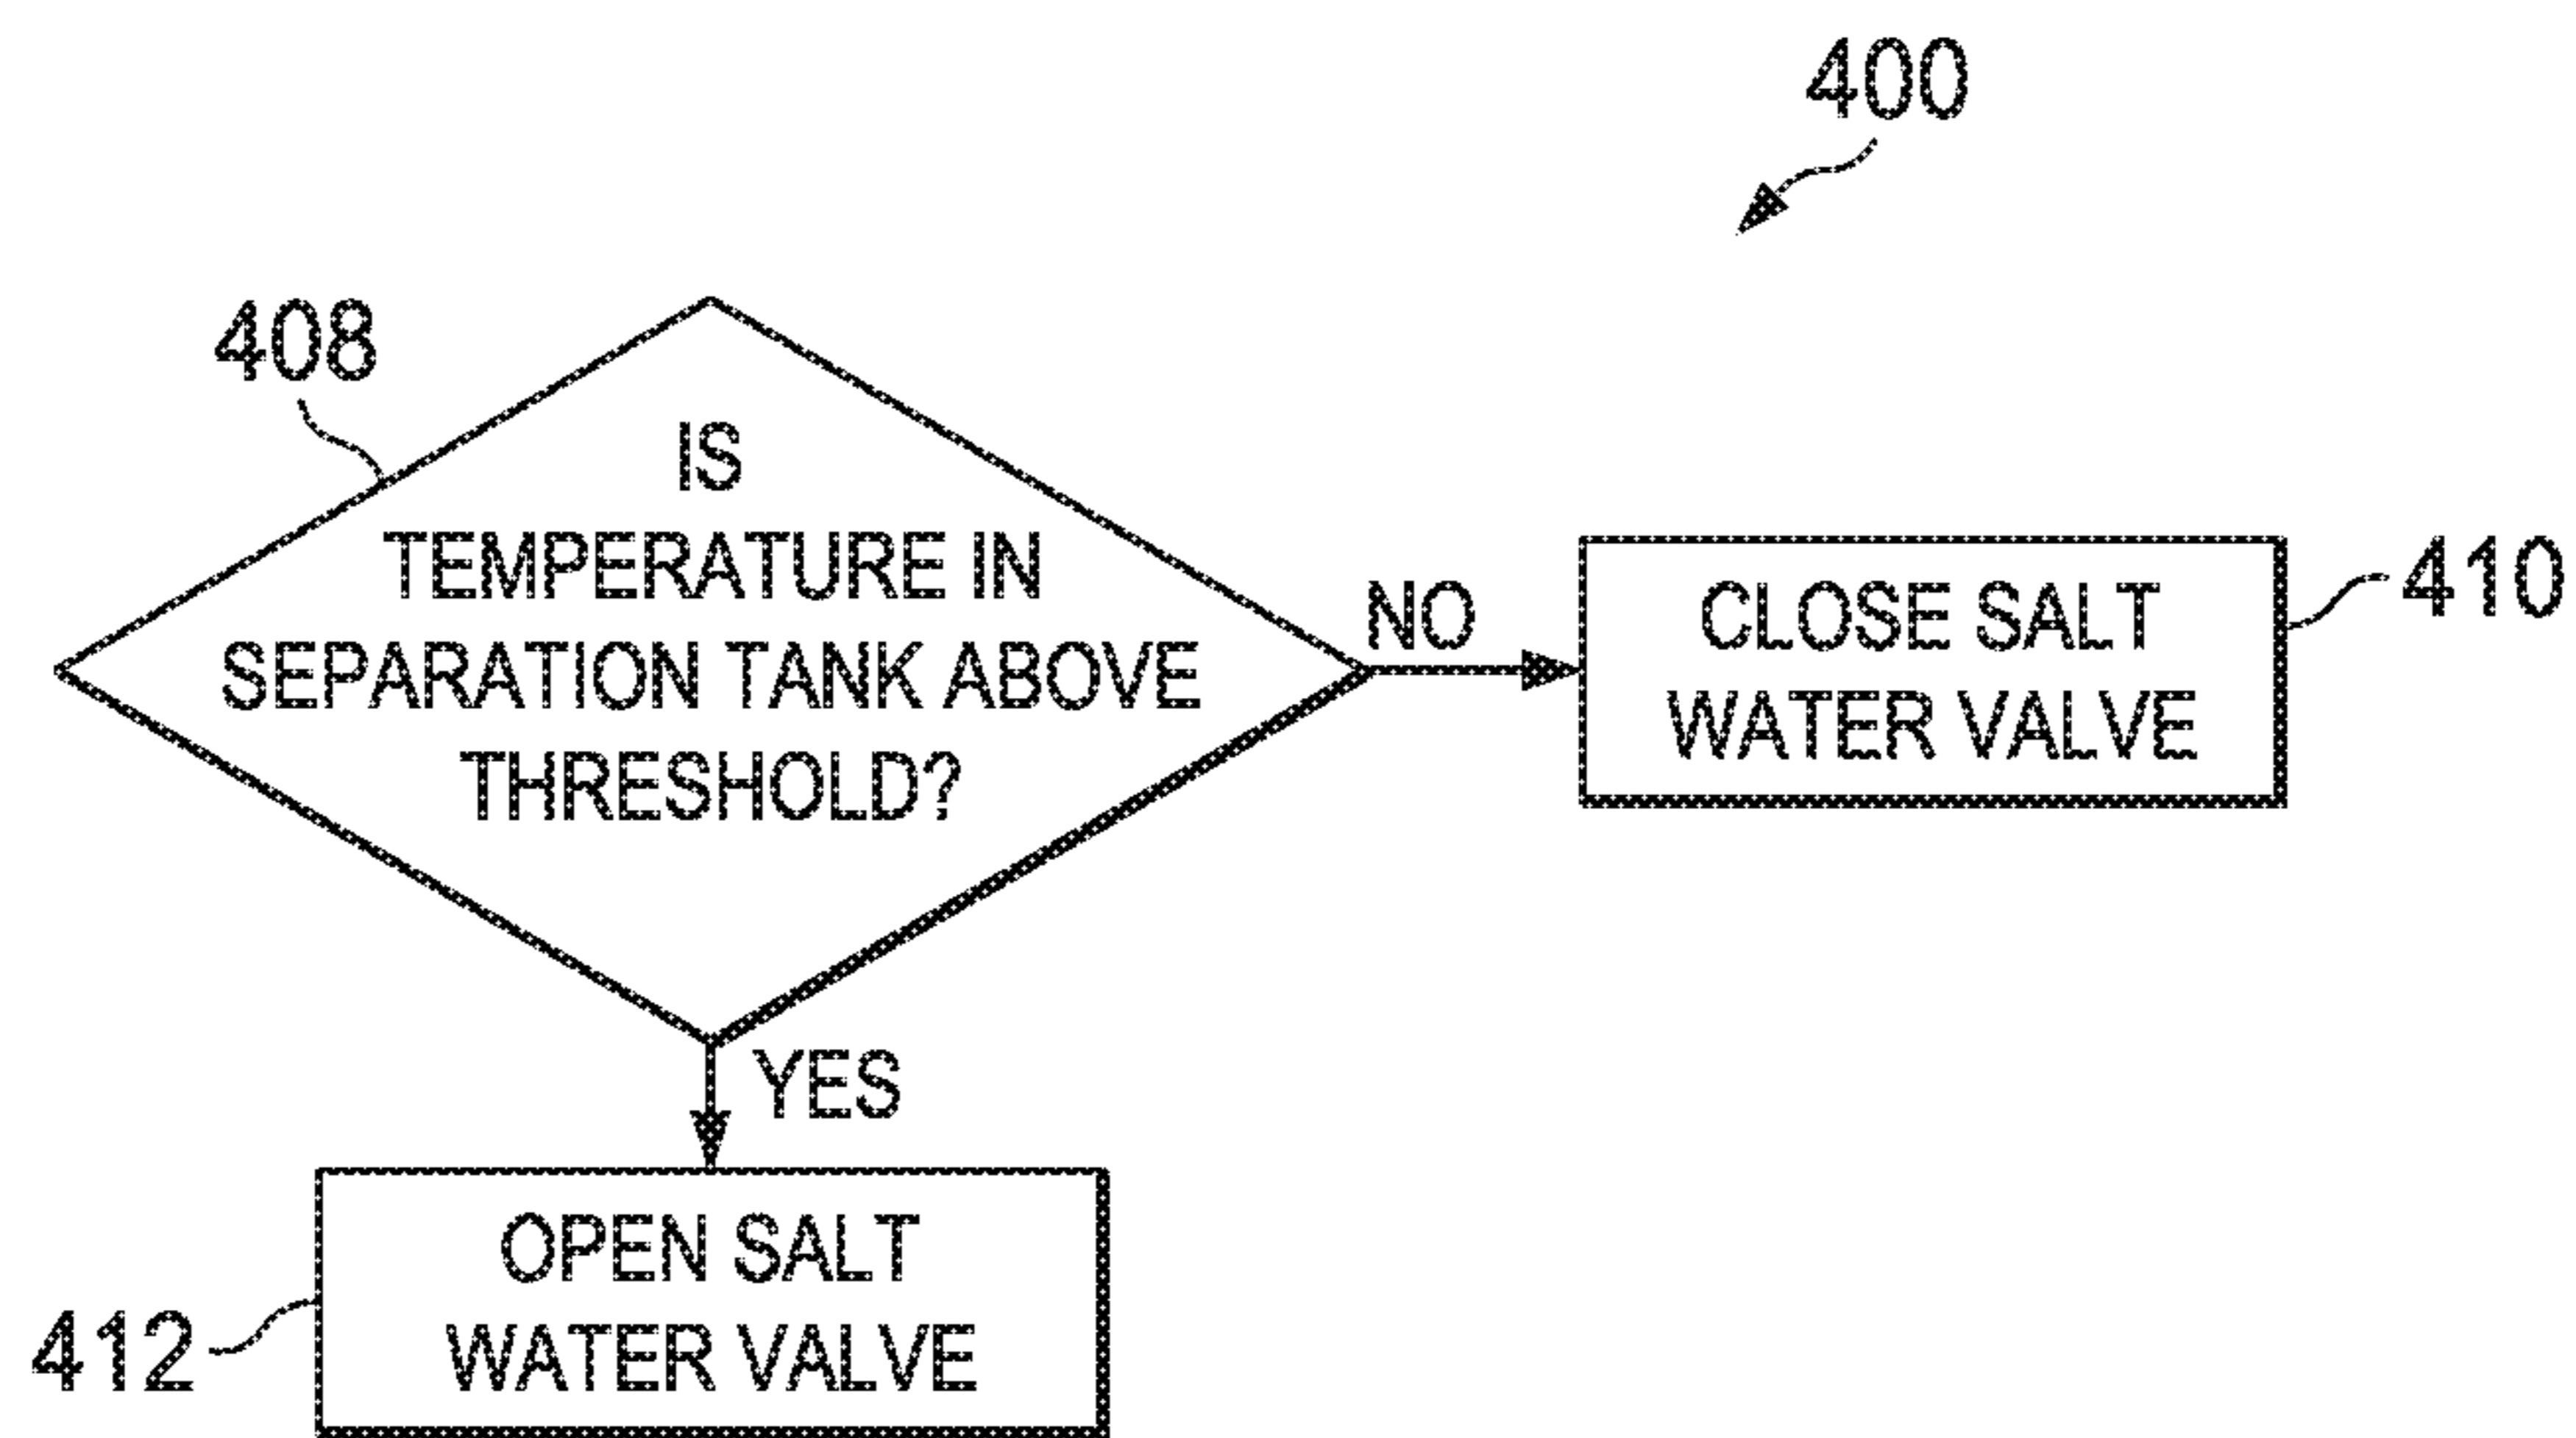 400
408
IS
TEMPERATURE IN
SEPARATION TANK ABOVE
THRESHOLD?
NO
CLOSE SALT
WATER VALVE
410
YES
OPEN SALT
WATER VALVE
412